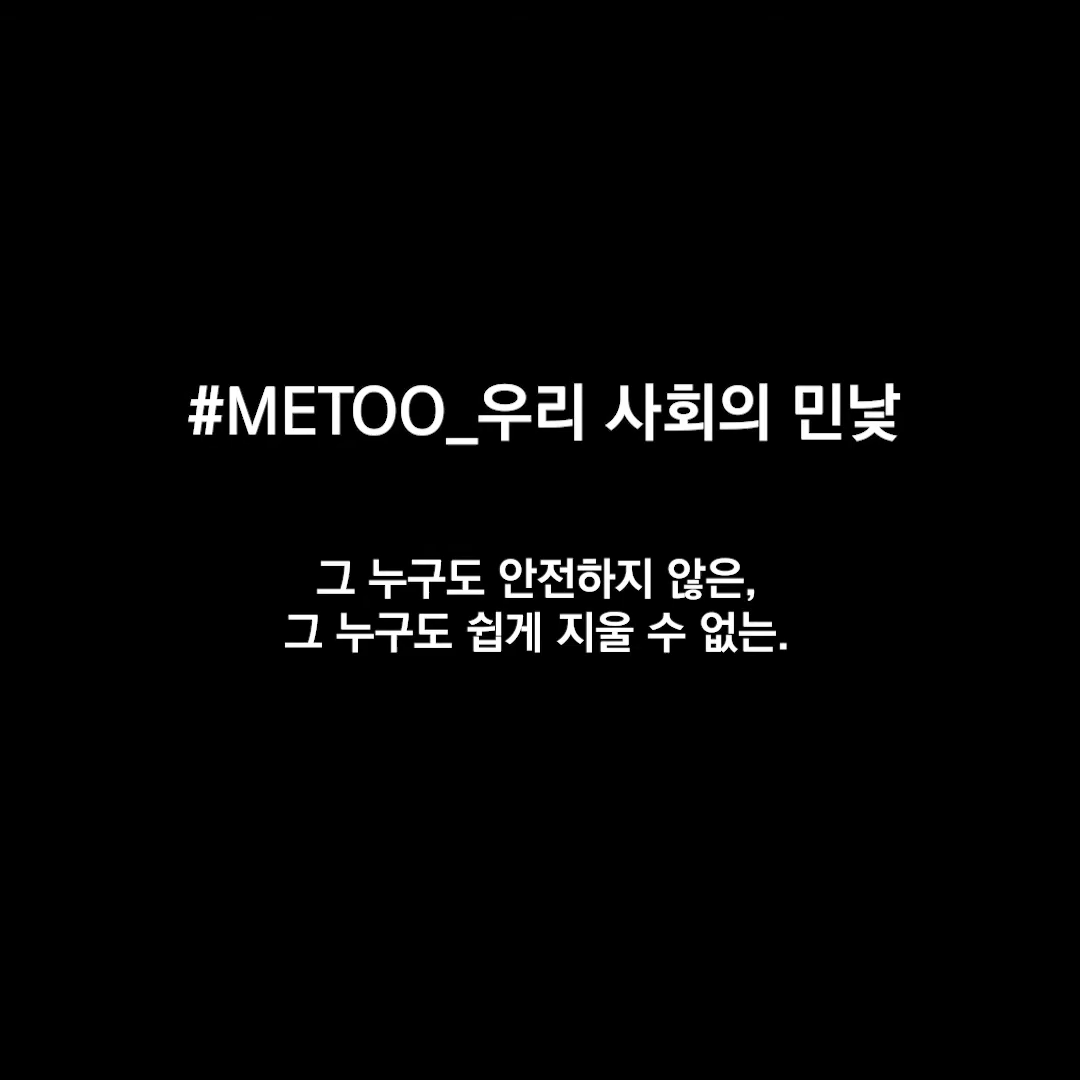 #METOO_우리 사회의 민낯
그 누구도 안전하지 않은,
그 누구도 쉽게 지울 수 없는.